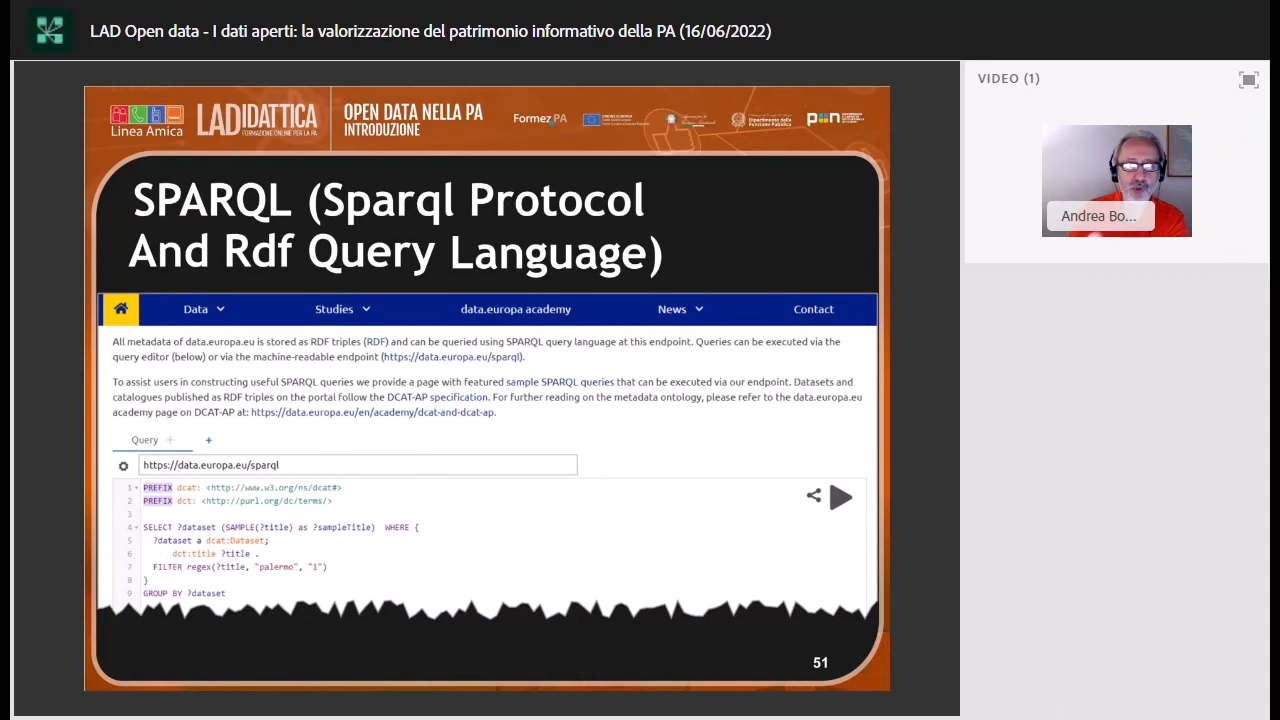 LAD Open data - I dati aperti: la valorizzazione del patrimonio informativo della PA (16/06/2022)
VIDEO (1)
Linea Amica
LADIDATTICA
FORMAZIONE ONLINE PER LA PA
OPEN DATA NELLA PA
INTRODUZIONE
Formez PA
pon
SPARQL (Sparql Protocol
And Rdf Query Language)
Andrea Bo...
Data
Studies
data.europa academy
News
Contact
All metadata of data.europa.eu is stored as RDF triples (RDF) and can be queried using SPARQL query language at this endpoint. Queries can be executed via the
query editor (below) or via the machine-readable endpoint (https://data.europa.eu/sparql).
To assist users in constructing useful SPARQL queries we provide a page with featured sample SPARQL queries that can be executed via our endpoint. Datasets and
catalogues published as RDF triples on the portal follow the DCAT-AP specification. For further reading on the metadata ontology, please refer to the data.europa.eu
academy page on DCAT-AP at: https://data.europa.eu/en/academy/dcat-and-dcat-ap.
Query + +
https://data.europa.eu/sparql
1 PREFIX dcat: <http://www.w3.org/ns/dcat#>
2 PREFIX dct: <http://purl.org/dc/terms/>
3
4 SELECT ?dataset (SAMPLE(?title) as ?sampleTitle) WHERE {
5 ?dataset a dcat:Dataset;
6 dct:title ?title .
7 FILTER regex(?title, "palermo", "i")
8 }
9 GROUP BY ?dataset
51